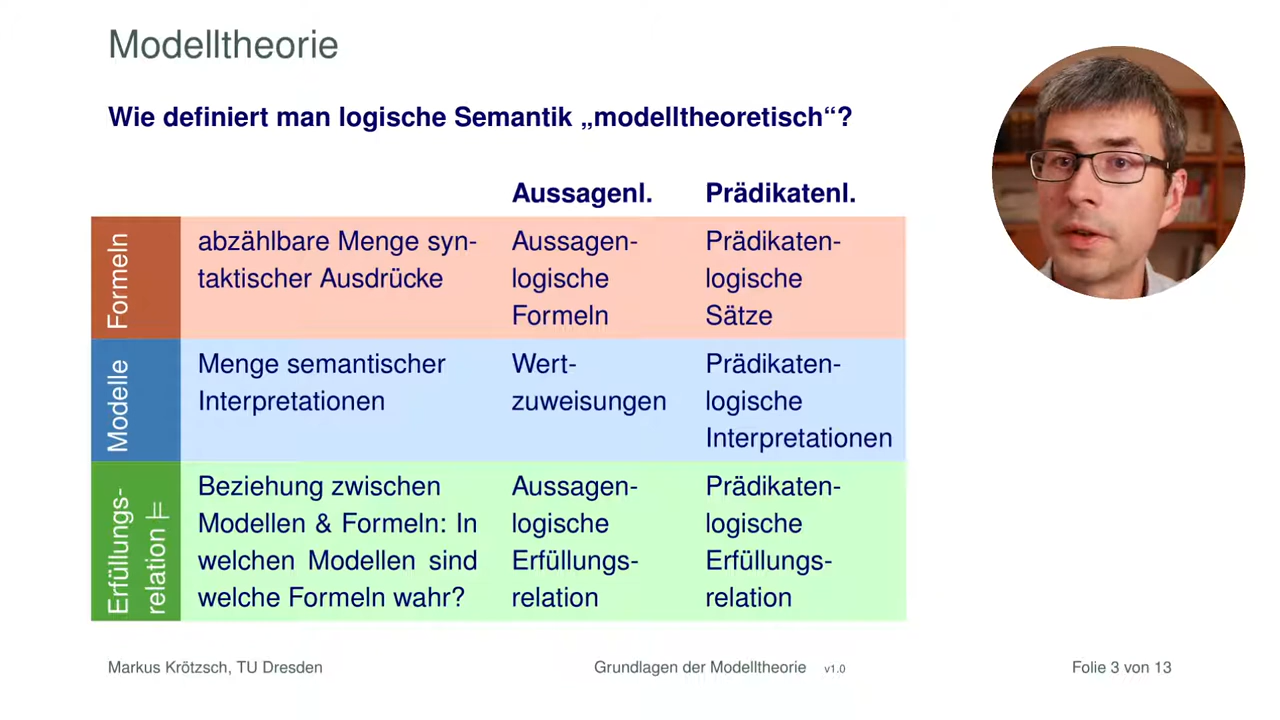 Modelltheorie
Wie definiert man logische Semantik „modelltheoretisch“?
Aussagenl. Prädikatenl.
Formeln
abzählbare Menge syn-
taktischer Ausdrücke
Aussagen-
logische
Formeln
Prädikaten-
logische
Sätze
Modelle
Menge semantischer
Interpretationen
Wert-
zuweisungen
Prädikaten-
logische
Interpretationen
Erfüllungs-
relation ⊨
Beziehung zwischen
Modellen & Formeln: In
welchen Modellen sind
welche Formeln wahr?
Aussagen-
logische
Erfüllungs-
relation
Prädikaten-
logische
Erfüllungs-
relation
Markus Krötzsch, TU Dresden Grundlagen der Modelltheorie v1.0 Folie 3 von 13